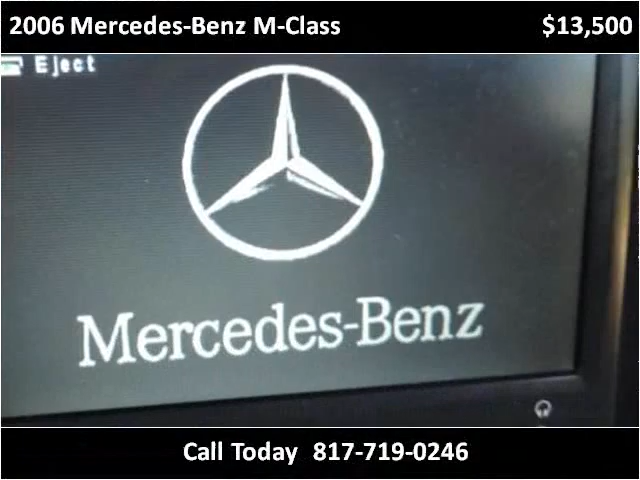 2006 Mercedes-Benz M-Class $13,500
Eject
Mercedes-Benz
Call Today 817-719-0246